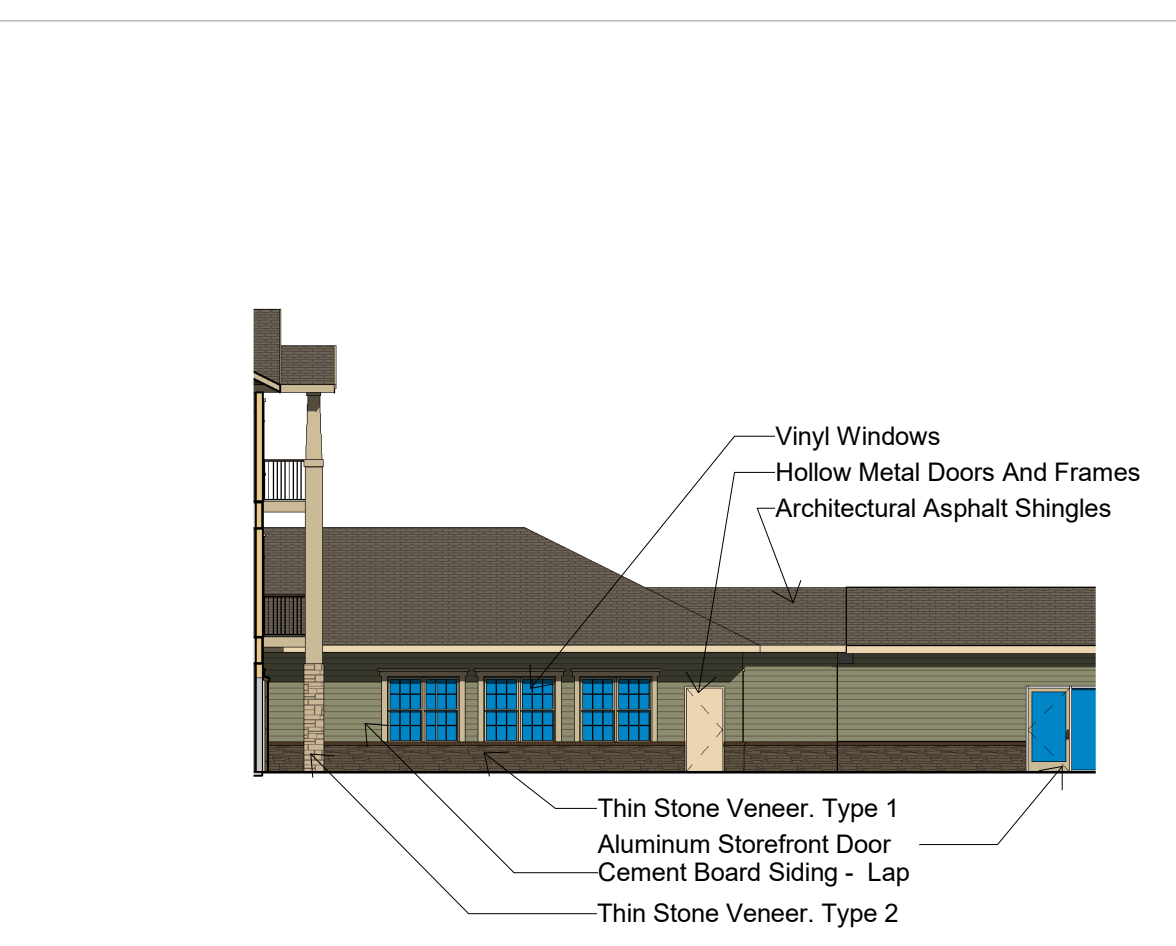 Vinyl Windows
Hollow Metal Doors And Frames
Architectural Asphalt Shingles
Thin Stone Veneer. Type 1
Aluminum Storefront Door
Cement Board Siding - Lap
Thin Stone Veneer. Type 2